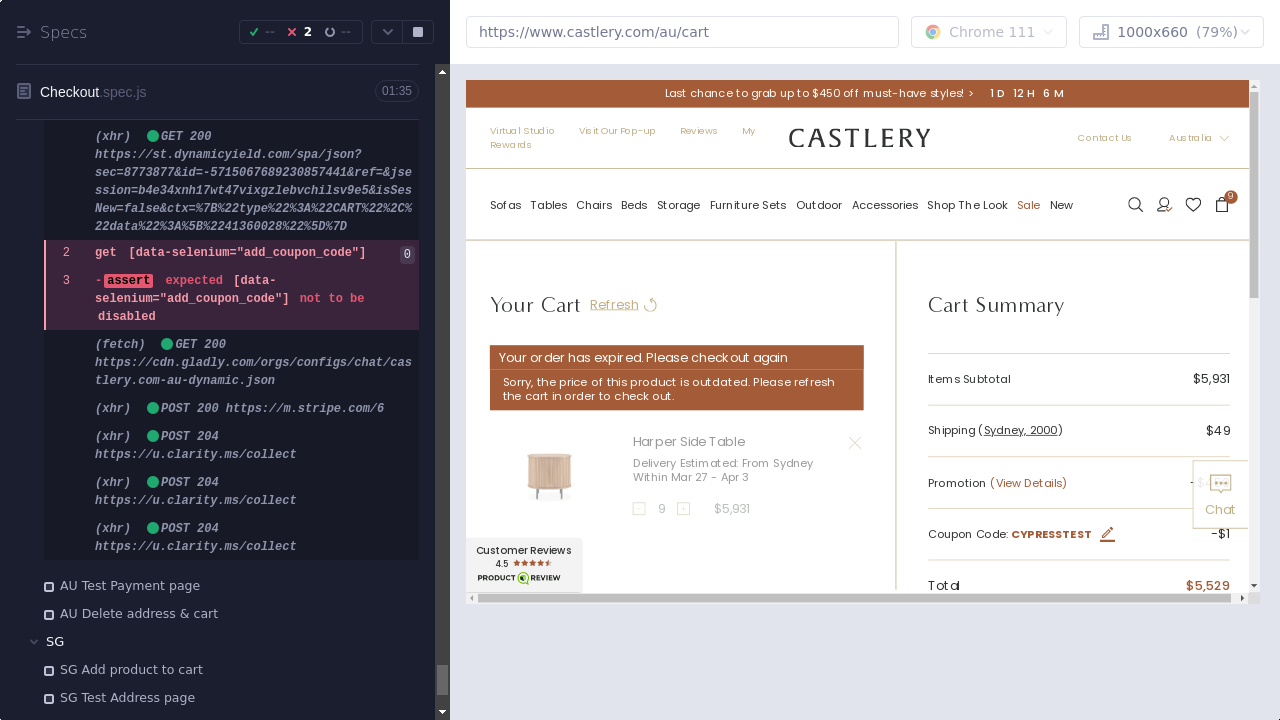 Specs
--
2
--
Checkout.spec.js
01:35
(xhr) GET 200
https://st.dynamicyield.com/spa/json?
sec=8773877&id=-5715067689230857441&ref=&jse
ssion=b4e34xnh17wt47vixgzlebvchilsv9e5&isSes
New=false&ctx=%7B%22type%22%3A%22CART%22%2C%
22data%22%3A%5B%2241360028%22%5D%7D
2 get [data-selenium="add_coupon_code"] 0
3 -assert expected [data-
selenium="add_coupon_code"] not to be
disabled
(fetch) GET 200
https://cdn.gladly.com/orgs/configs/chat/cas
tlery.com-au-dynamic.json
(xhr) POST 200 https://m.stripe.com/6
(xhr) POST 204
https://u.clarity.ms/collect
(xhr) POST 204
https://u.clarity.ms/collect
(xhr) POST 204
https://u.clarity.ms/collect
AU Test Payment page
AU Delete address & cart
SG
SG Add product to cart
SG Test Address page
https://www.castlery.com/au/cart
Chrome 111
1000x660 (79%)
Last chance to grab up to $450 off must-have styles! > 1 D 12 H 6 M
Virtual Studio Visit Our Pop-up Reviews My
Rewards
CASTLERY
Contact Us Australia
Sofas Tables Chairs Beds Storage Furniture Sets Outdoor Accessories Shop The Look Sale New
9
Your Cart Refresh
Your order has expired. Please checkout again
Sorry, the price of this product is outdated. Please refresh
the cart in order to check out.
Harper Side Table
Delivery Estimated: From Sydney
Within Mar 27 - Apr 3
- 9 + $5,931
Customer Reviews
4.5
PRODUCT REVIEW
Cart Summary
Items Subtotal $5,931
Shipping (Sydney, 2000) $49
Promotion (View Details)
Chat
Coupon Code: CYPRESSTEST -$1
Total $5,529